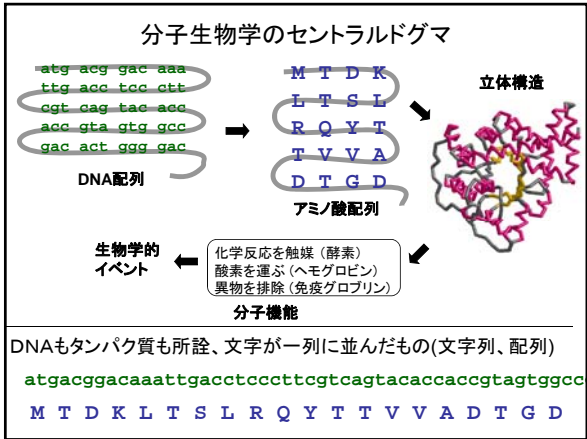 分子生物学のセントラルドグマ
atg acg gac aaa
ttg acc tcc ctt
cgt cag tac acc
acc gta gtg gcc
gac act ggg gac
DNA配列
M T D K
L T S L
R Q Y T
T V V A
D T G D
アミノ酸配列
立体構造
化学反応を触媒(酵素)
酸素を運ぶ(ヘモグロビン)
異物を排除(免疫グロブリン)
分子機能
生物学的
イベント
DNAもタンパク質も所詮、文字が一列に並んだもの(文字列、配列)
atgacggacaaattgacctcccttcgtcagtacaccaccgtagtggcc
M T D K L T S L R Q Y T T V V A D T G D